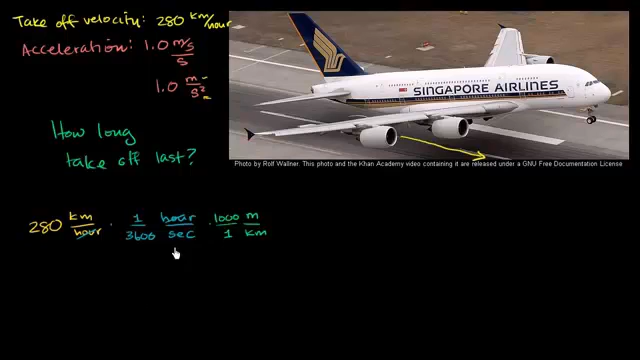 Take off velocity: 280 km/hour
Acceleration: 1.0 m/s/s
1.0 m/s²
SINGAPORE AIRLINES
Photo by Rolf Wallner. This photo and the Khan Academy video containing it are released under a GNU Free Documentation License
How long
take off last?
280 km/hour · 1/3600 hour/sec · 1000/1 m/km